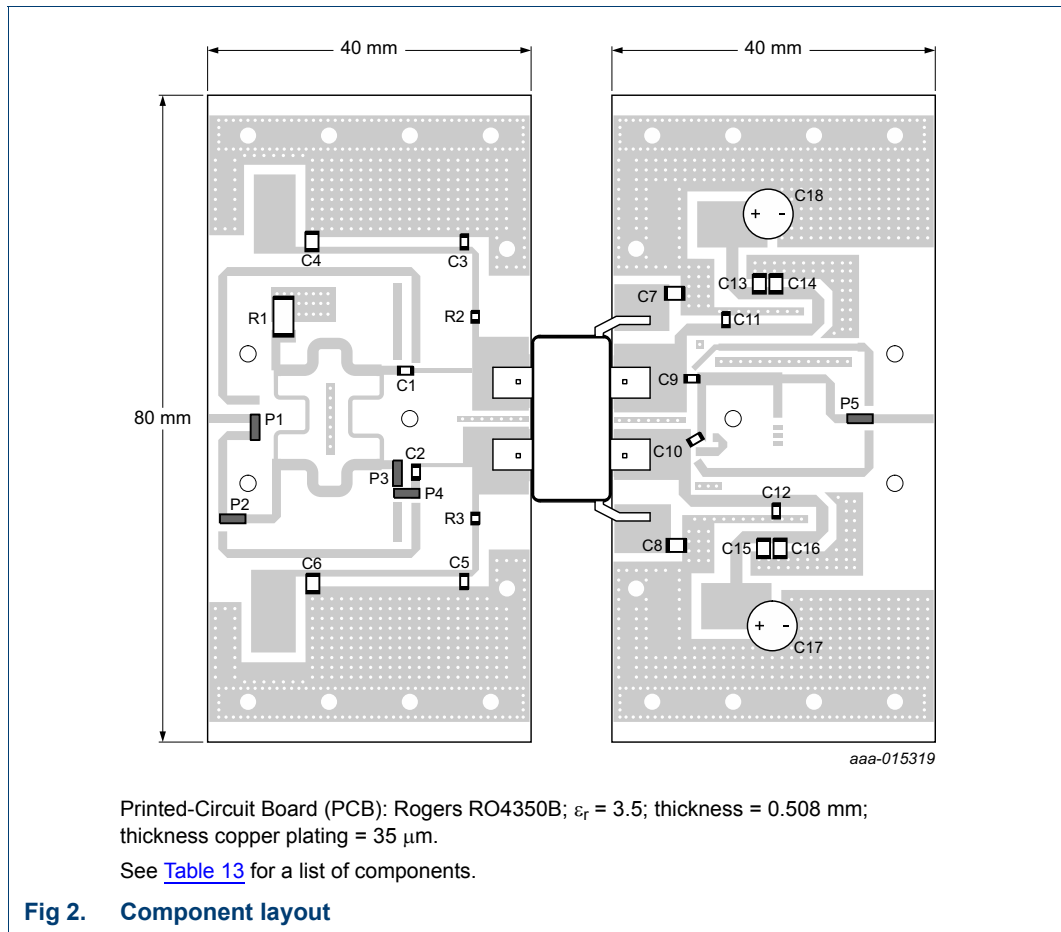 40 mm
40 mm
80 mm
C18
C4
C3
C13
C14
C7
R1
R2
C11
C1
C9
P1
P5
C2
C10
P3
P4
P2
R3
C12
C8
C15
C16
C6
C5
C17
+ -
+ -
aaa-015319
Printed-Circuit Board (PCB): Rogers RO4350B; εr = 3.5; thickness = 0.508 mm;
thickness copper plating = 35 μm.
See Table 13 for a list of components.
Fig 2. Component layout